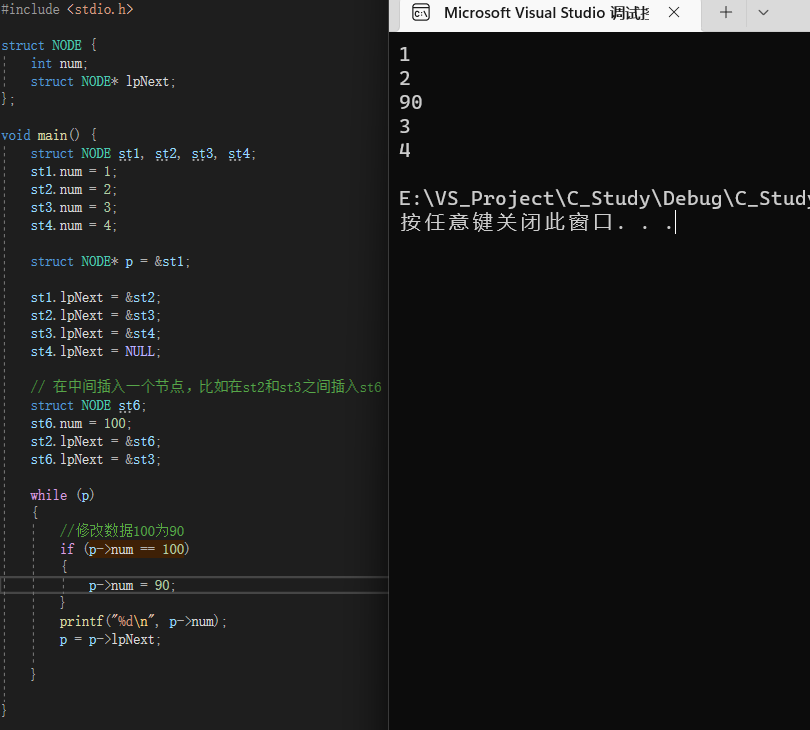 #include <stdio.h>
struct NODE {
int num;
struct NODE* lpNext;
};
void main() {
struct NODE st1, st2, st3, st4;
st1.num = 1;
st2.num = 2;
st3.num = 3;
st4.num = 4;
struct NODE* p = &st1;
st1.lpNext = &st2;
st2.lpNext = &st3;
st3.lpNext = &st4;
st4.lpNext = NULL;
// 在中间插入一个节点，比如在st2和st3之间插入st6
struct NODE st6;
st6.num = 100;
st2.lpNext = &st6;
st6.lpNext = &st3;
while (p)
{
//修改数据100为90
if (p->num == 100)
{
p->num = 90;
}
printf("%d\n", p->num);
p = p->lpNext;
}
}
Microsoft Visual Studio 调试
1
2
90
3
4
E:\VS_Project\C_Study\Debug\C_Study
按任意键关闭此窗口. . .